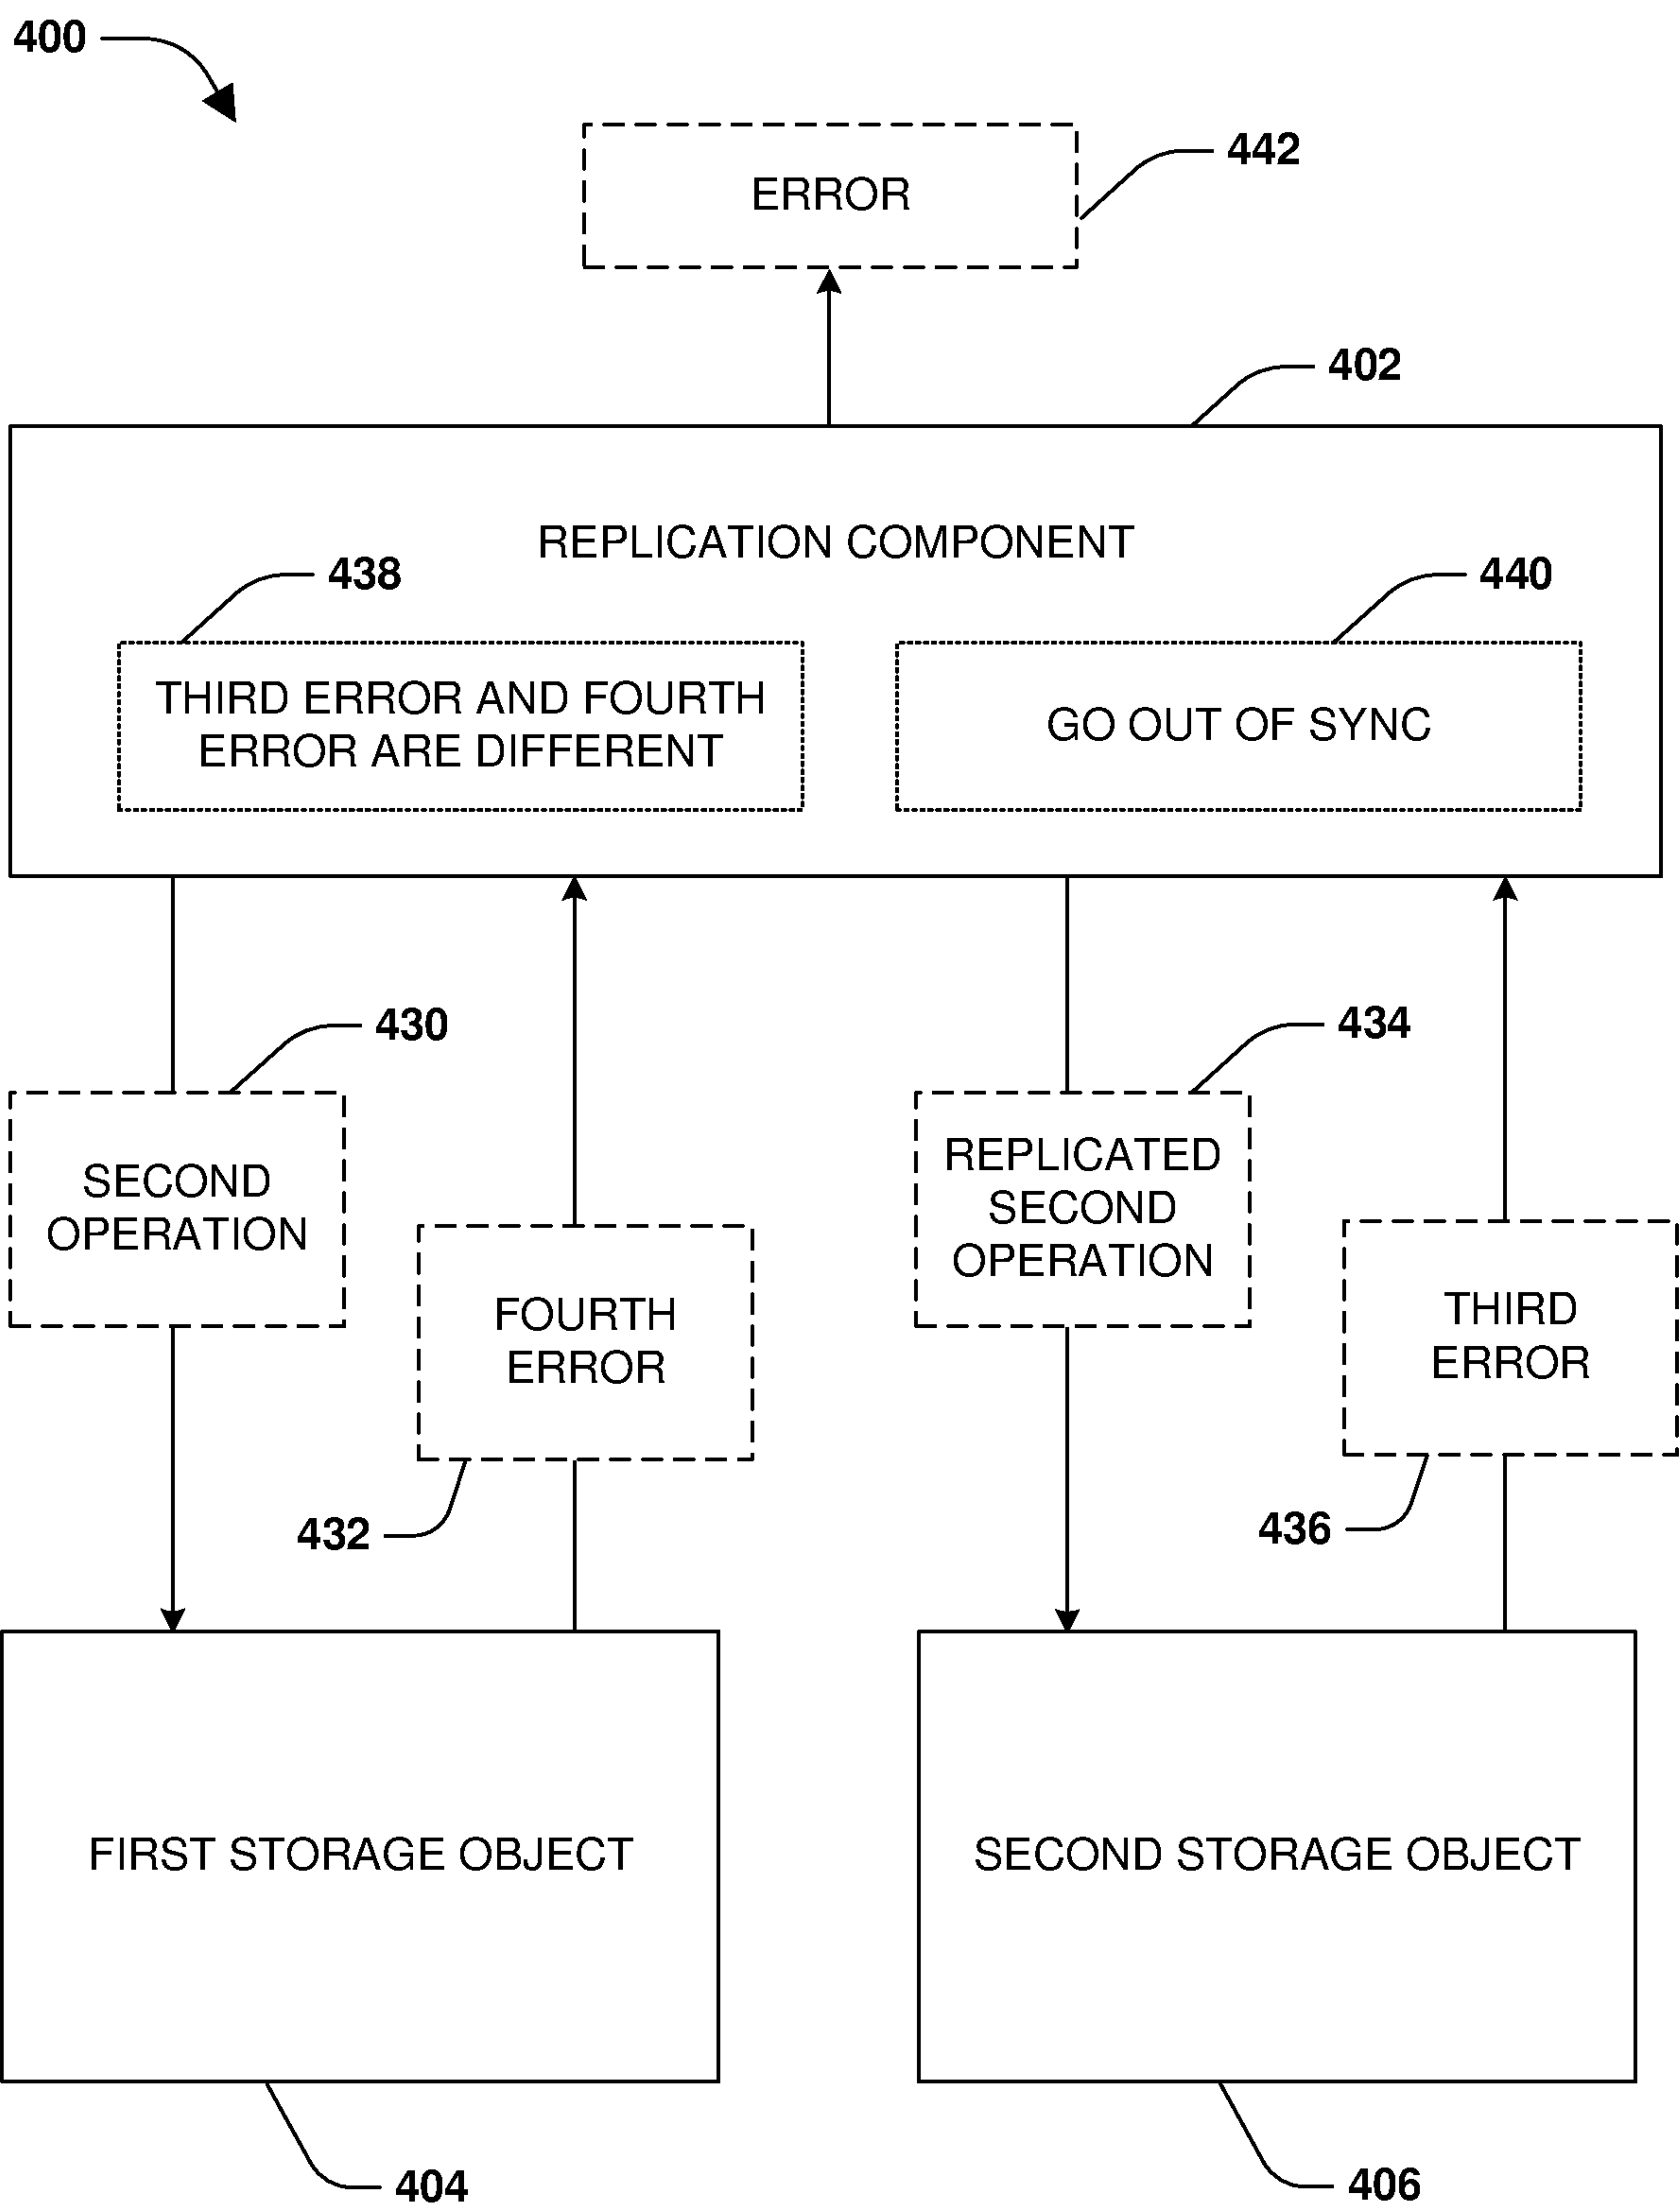 400
442
ERROR
402
REPLICATION COMPONENT
438
440
THIRD ERROR AND FOURTH
ERROR ARE DIFFERENT
GO OUT OF SYNC
430
434
SECOND
OPERATION
FOURTH
ERROR
REPLICATED
SECOND
OPERATION
THIRD
ERROR
432
436
FIRST STORAGE OBJECT
SECOND STORAGE OBJECT
404
406